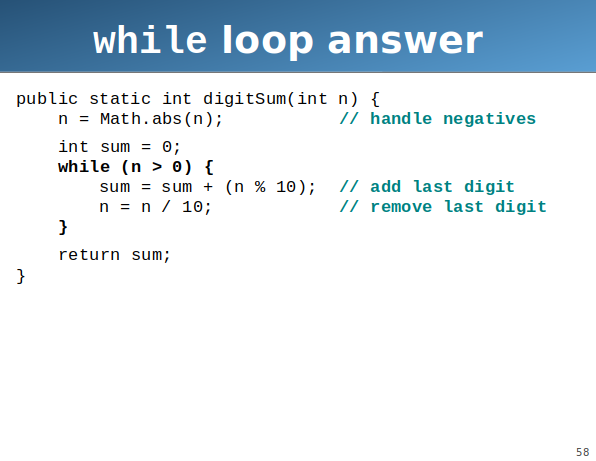 while loop answer
public static int digitSum(int n) {
n = Math.abs(n); // handle negatives
int sum = 0;
while (n > 0) {
sum = sum + (n % 10); // add last digit
n = n / 10; // remove last digit
}
return sum;
}
58